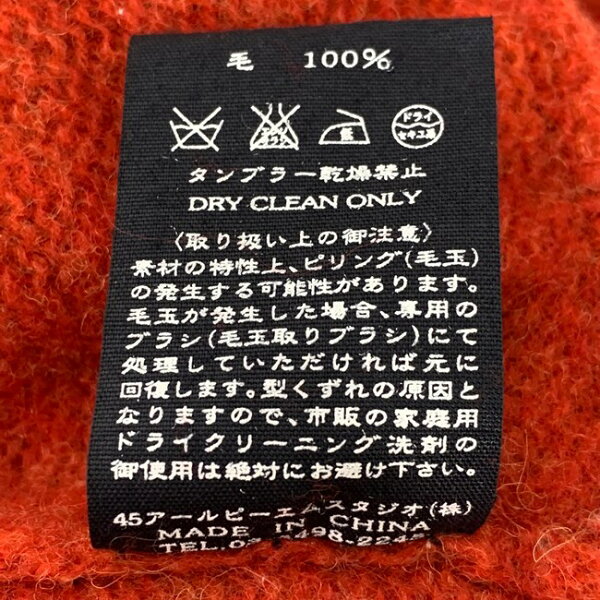 毛 100%
エンソ
サラシ
低
ドライ
セキユ系
タンブラー乾燥禁止
DRY CLEAN ONLY
〈取り扱い上の御注意〉
素材の特性上、ピリング(毛玉)
の発生する可能性があります。
毛玉が発生した場合、専用の
ブラシ(毛玉取りブラシ)にて
処理していただければ元に
回復します。型くずれの原因と
なりますので、市販の家庭用
ドライクリーニング洗剤の
御使用は絶対にお避け下さい。
45アールピーエムスタジオ(株)
MADE IN CHINA